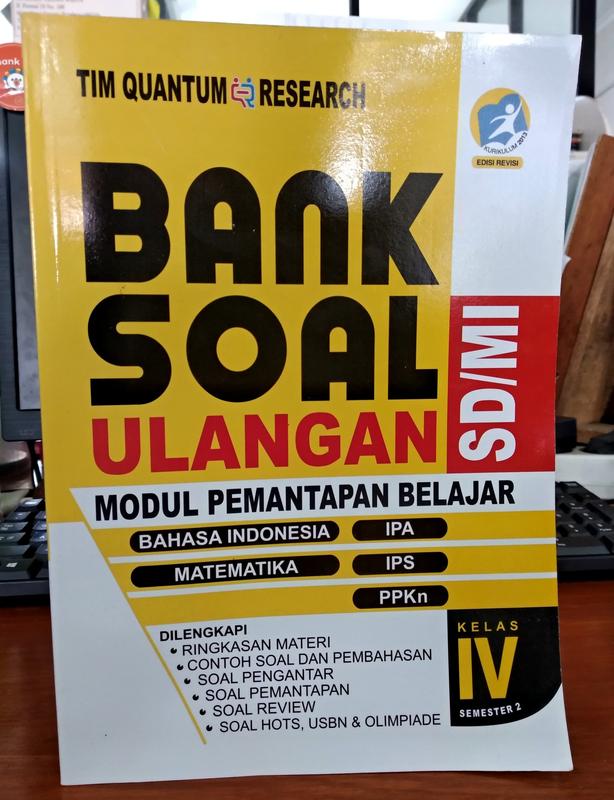 TIM QUANTUM RESEARCH
KURIKULUM 2013
EDISI REVISI
BANK
SOAL
ULANGAN
SD/MI
MODUL PEMANTAPAN BELAJAR
BAHASA INDONESIA
IPA
MATEMATIKA
IPS
PPKn
DILENGKAPI
• RINGKASAN MATERI
• CONTOH SOAL DAN PEMBAHASAN
• SOAL PENGANTAR
• SOAL PEMANTAPAN
• SOAL REVIEW
• SOAL HOTS, USBN & OLIMPIADE
KELAS
IV
SEMESTER 2